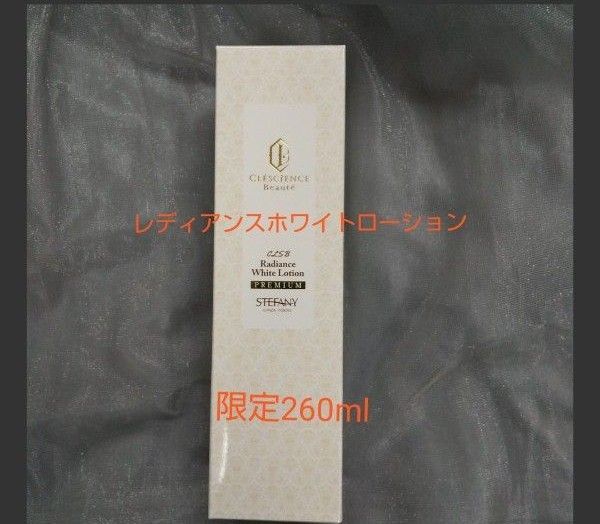 CLÉSCIENCE
Beauté
レディアンスホワイトローション
CLSB
Radiance
White Lotion
PREMIUM
STEFANY
限定260ml